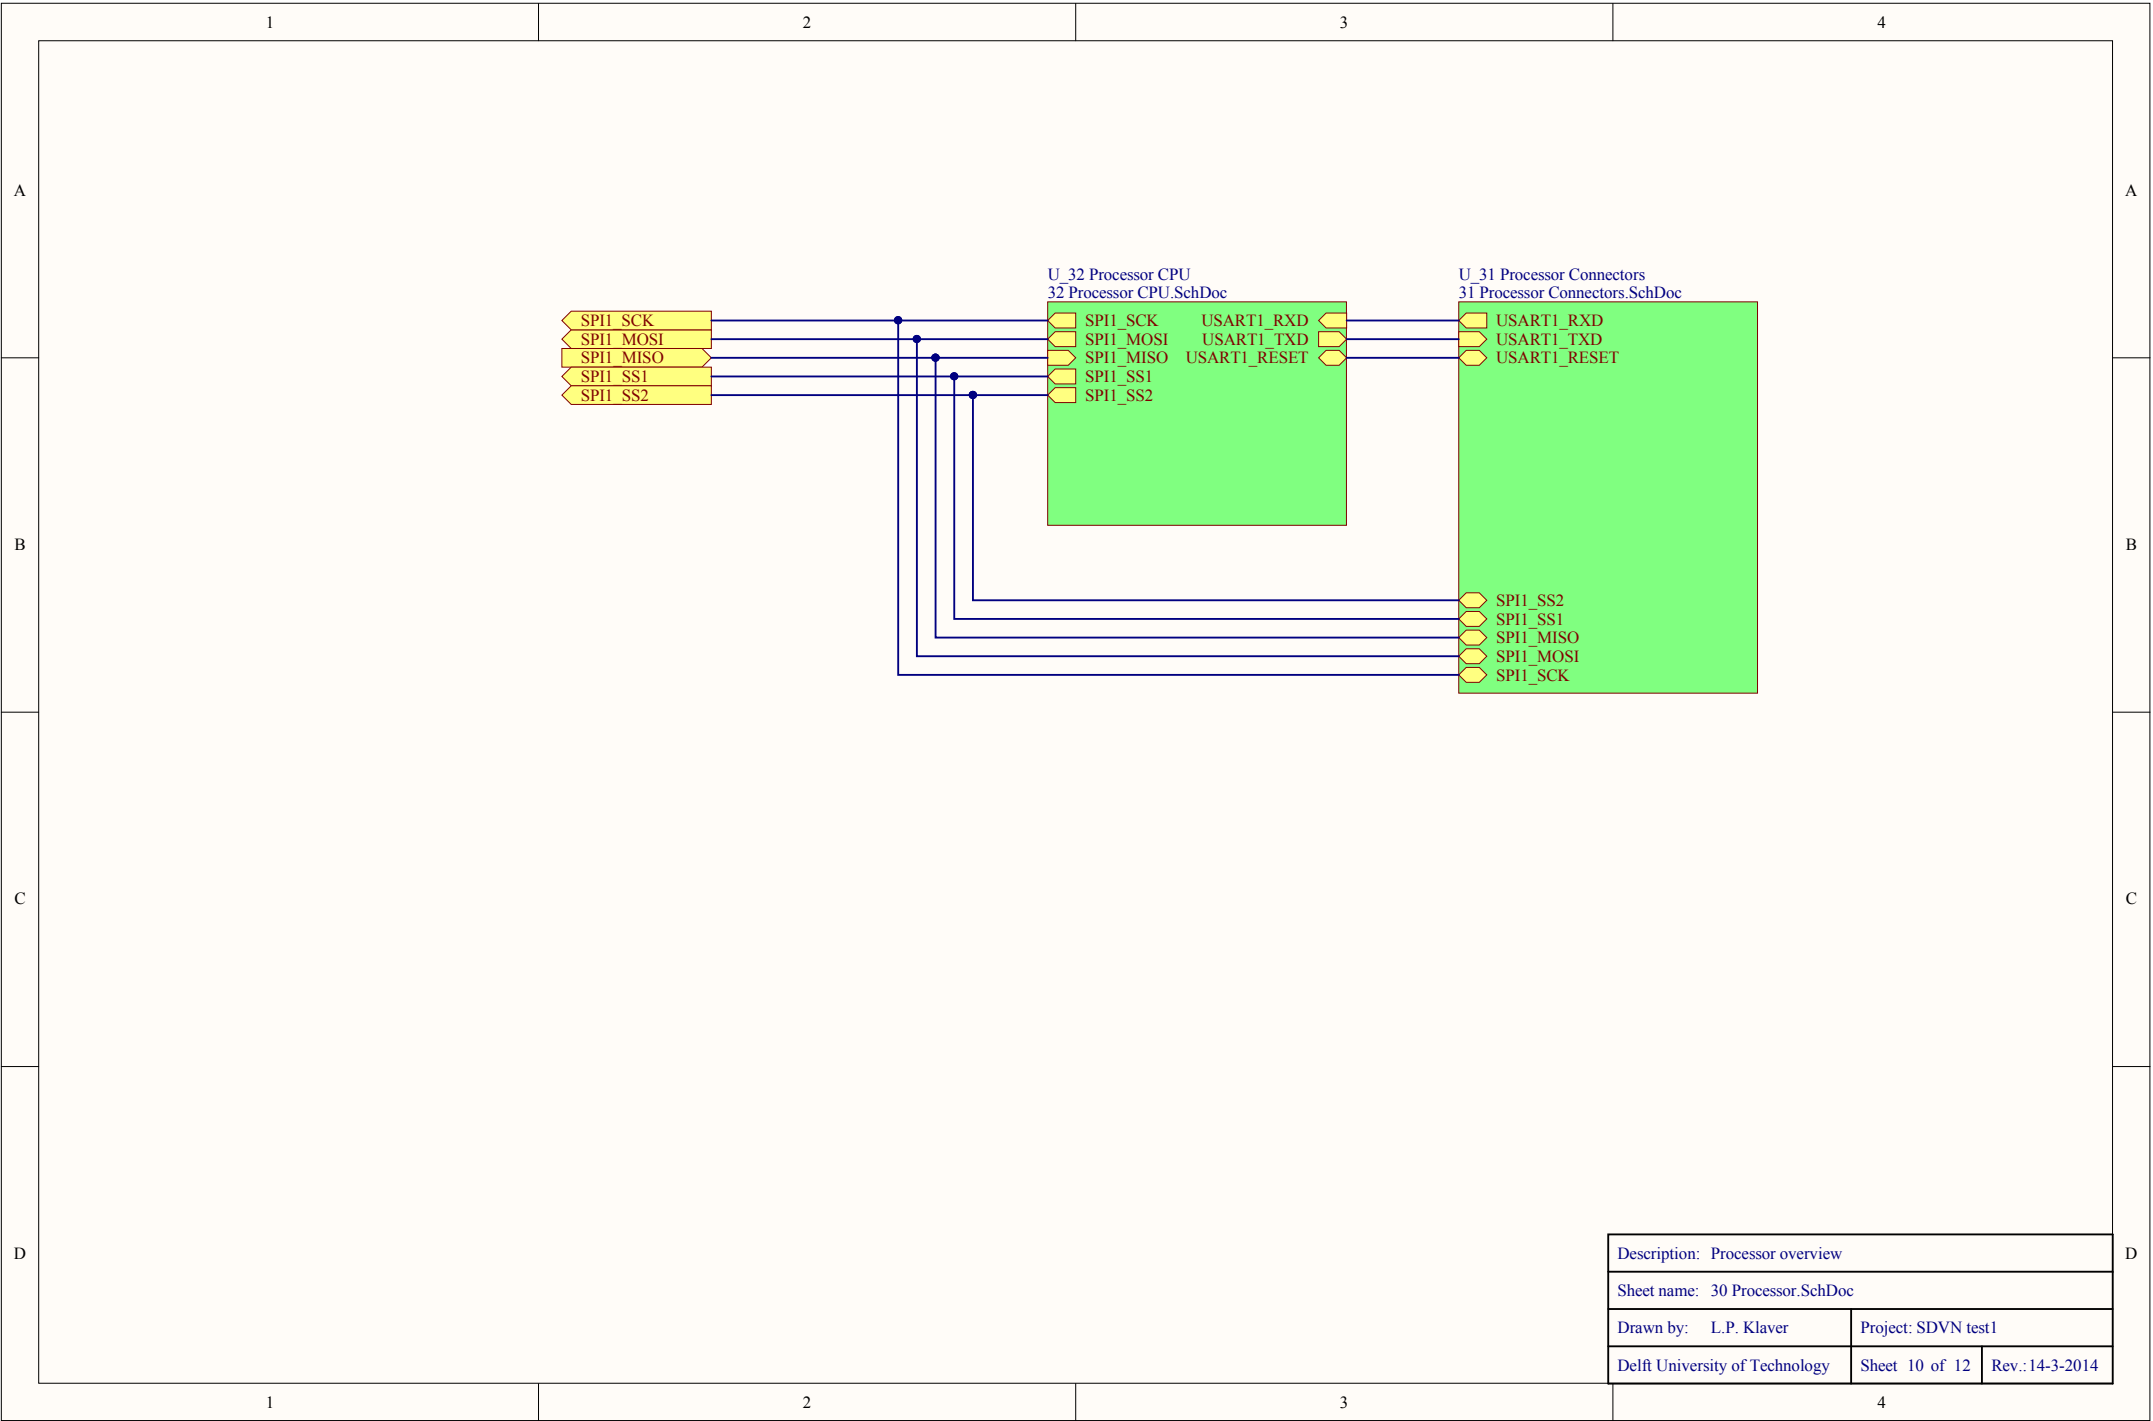 1 2 3 4
A A
U_32 Processor CPU
32 Processor CPU.SchDoc
U_31 Processor Connectors
31 Processor Connectors.SchDoc
SPI1_SCK
SPI1_MOSI
SPI1_MISO
SPI1_SS1
SPI1_SS2
SPI1_SCK USART1_RXD
SPI1_MOSI USART1_TXD
SPI1_MISO USART1_RESET
SPI1_SS1
SPI1_SS2
USART1_RXD
USART1_TXD
USART1_RESET
B B
SPI1_SS2
SPI1_SS1
SPI1_MISO
SPI1_MOSI
SPI1_SCK
C C
D D
Description: Processor overview
Sheet name: 30 Processor.SchDoc
Drawn by: L.P. Klaver Project: SDVN test1
Delft University of Technology Sheet 10 of 12 Rev.:14-3-2014
1 2 3 4